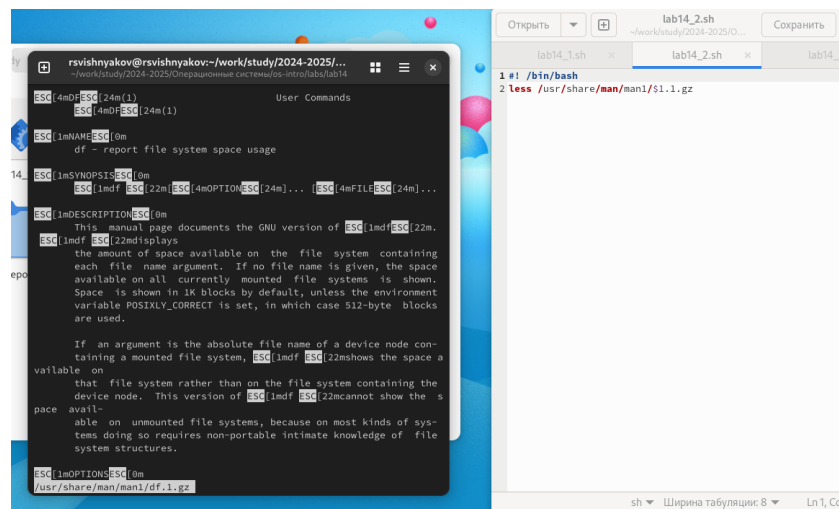 rsvishnyakov@rsvishnyakov:~/work/study/2024-2025/...
~/work/study/2024-2025/Операционные системы/os-intro/labs/lab14
ESC[4mDFESC[24m(1) User Commands
ESC[4mDFESC[24m(1)
ESC[1mNAMEESC[0m
df - report file system space usage
ESC[1mSYNOPSISESC[0m
ESC[1mdf ESC[22m[ESC[4mOPTIONESC[24m]... [ESC[4mFILEESC[24m]...
ESC[1mDESCRIPTIONESC[0m
This manual page documents the GNU version of ESC[1mdfESC[22m.
ESC[1mdf ESC[22mdisplays
the amount of space available on the file system containing
each file name argument. If no file name is given, the space
available on all currently mounted file systems is shown.
Space is shown in 1K blocks by default, unless the environment
variable POSIXLY_CORRECT is set, in which case 512-byte blocks
are used.
If an argument is the absolute file name of a device node con-
taining a mounted file system, ESC[1mdf ESC[22mshows the space a
vailable on
that file system rather than on the file system containing the
device node. This version of ESC[1mdf ESC[22mcannot show the s
pace avail-
able on unmounted file systems, because on most kinds of sys-
tems doing so requires non-portable intimate knowledge of file
system structures.
ESC[1mOPTIONSESC[0m
/usr/share/man/man1/df.1.gz
Открыть
lab14_2.sh
~/work/study/2024-2025/О...
Сохранить
lab14_1.sh × lab14_2.sh × lab14_
1 #! /bin/bash
2 less /usr/share/man/man1/$1.1.gz
sh Ширина табуляции: 8 Ln 1, Co